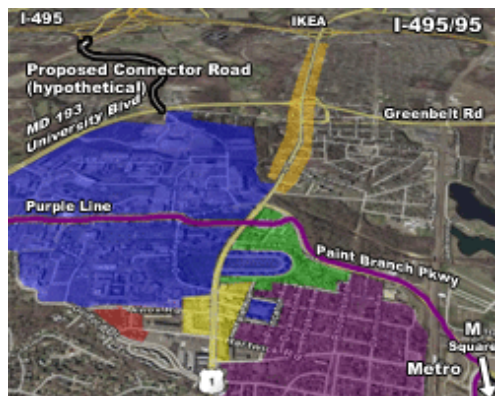 I-495
IKEA
I-495/95
Proposed Connector Road
(hypothetical)
MD 193
University Blvd
Greenbelt Rd
Purple Line
Paint Branch Pkwy
M
Square
Metro
1